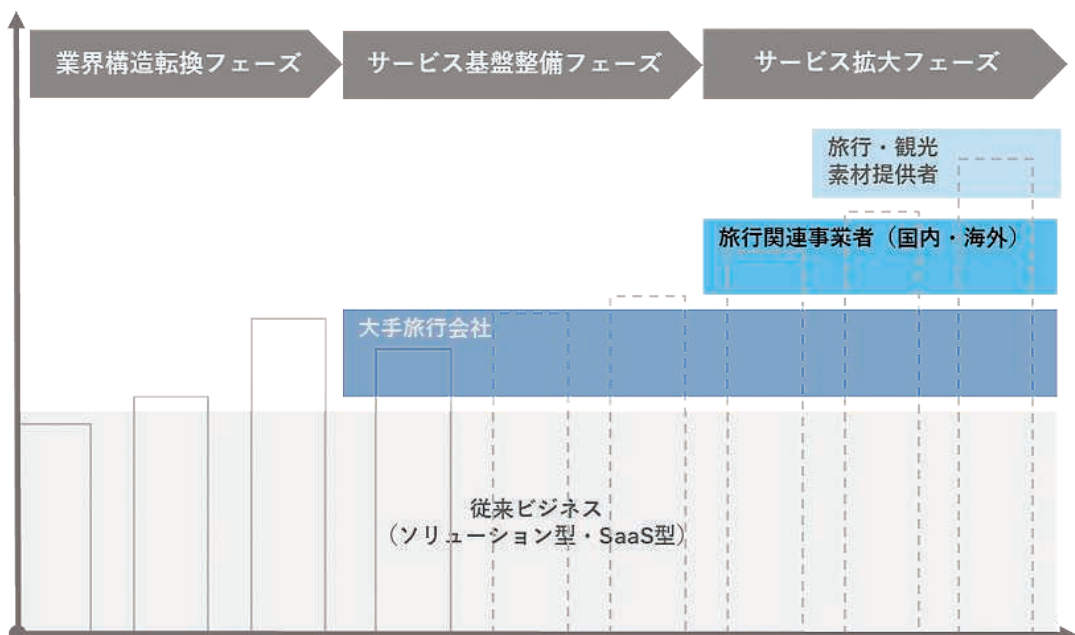 業界構造転換フェーズ
サービス基盤整備フェーズ
サービス拡大フェーズ
旅行・観光
素材提供者
旅行関連事業者（国内・海外）
大手旅行会社
従来ビジネス
（ソリューション型・SaaS型）